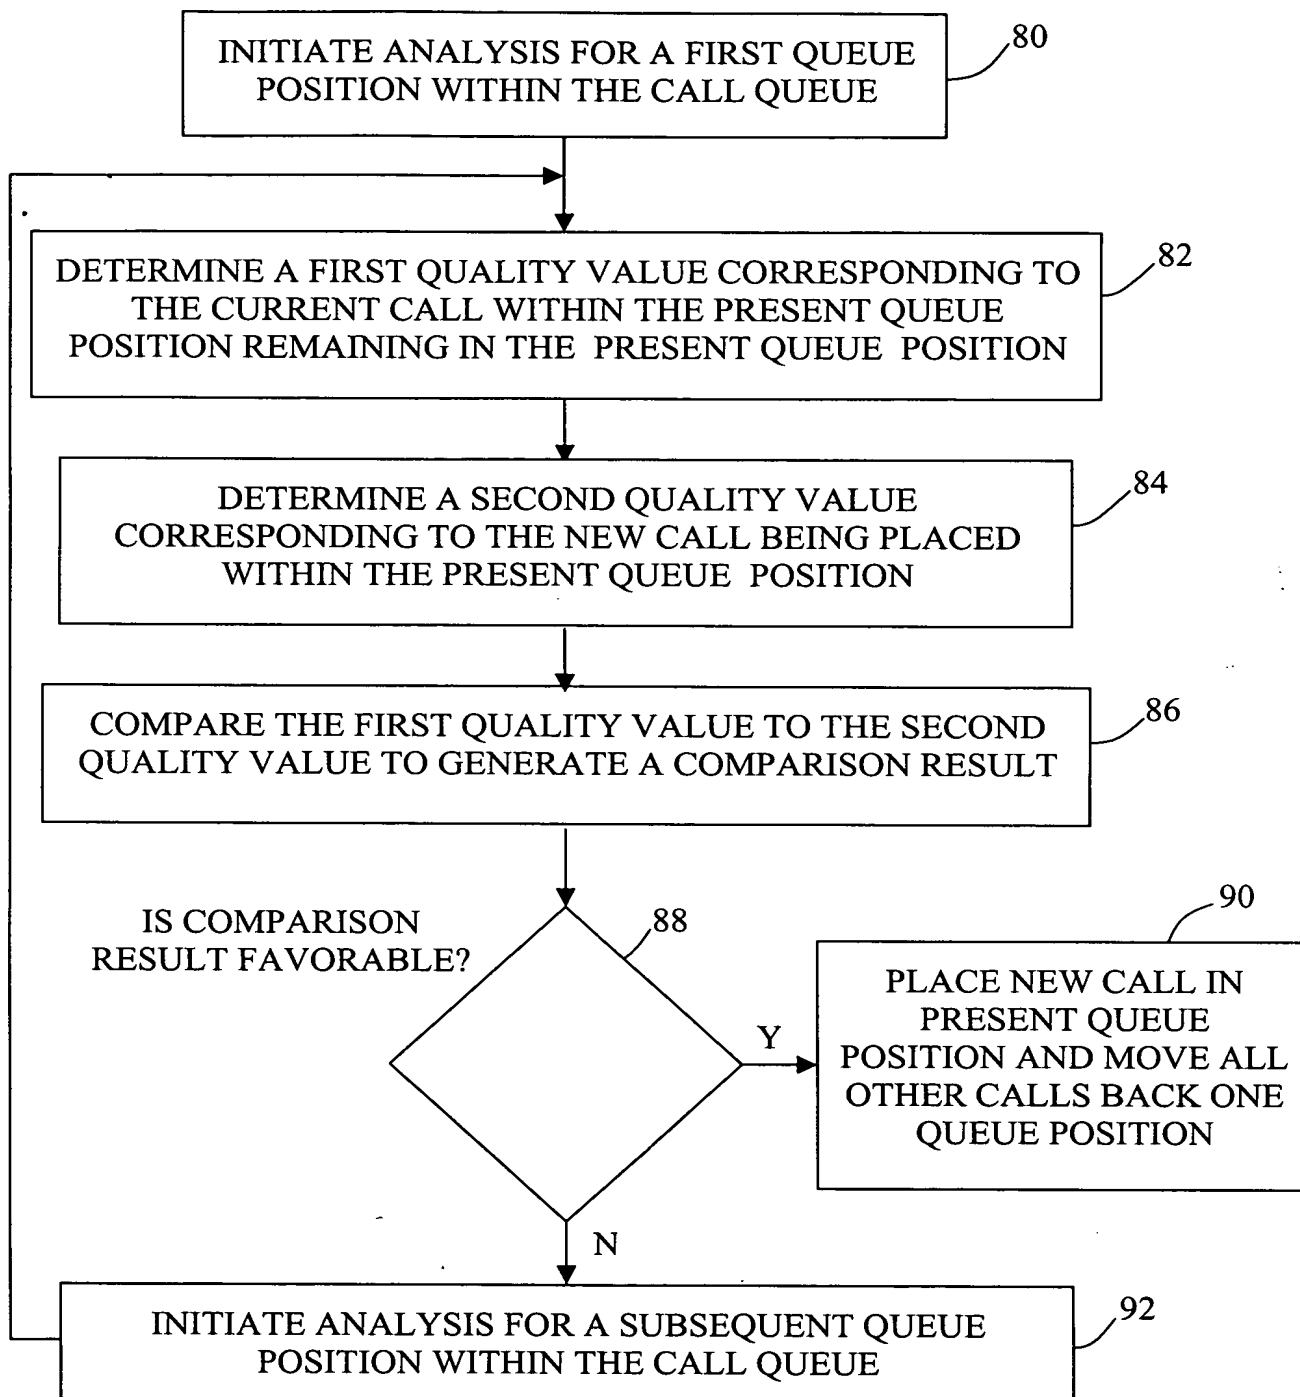 INITIATE ANALYSIS FOR A FIRST QUEUE
POSITION WITHIN THE CALL QUEUE
80
DETERMINE A FIRST QUALITY VALUE CORRESPONDING TO
THE CURRENT CALL WITHIN THE PRESENT QUEUE
POSITION REMAINING IN THE PRESENT QUEUE POSITION
82
DETERMINE A SECOND QUALITY VALUE
CORRESPONDING TO THE NEW CALL BEING PLACED
WITHIN THE PRESENT QUEUE POSITION
84
COMPARE THE FIRST QUALITY VALUE TO THE SECOND
QUALITY VALUE TO GENERATE A COMPARISON RESULT
86
IS COMPARISON
RESULT FAVORABLE?
88
Y
90
PLACE NEW CALL IN
PRESENT QUEUE
POSITION AND MOVE ALL
OTHER CALLS BACK ONE
QUEUE POSITION
N
INITIATE ANALYSIS FOR A SUBSEQUENT QUEUE
POSITION WITHIN THE CALL QUEUE
92